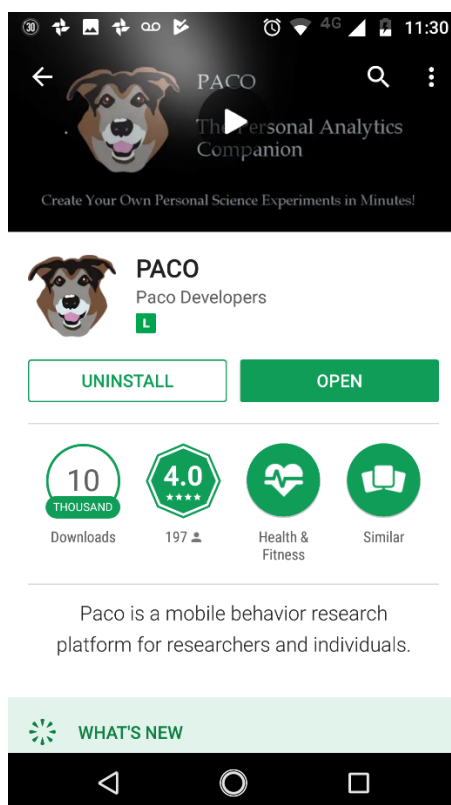 30 4G 11:30
PACO
The Personal Analytics
Companion
Create Your Own Personal Science Experiments in Minutes!
PACO
Paco Developers
L
UNINSTALL OPEN
10
THOUSAND
4.0
Downloads 197 Health &
Fitness Similar
Paco is a mobile behavior research
platform for researchers and individuals.
WHAT'S NEW